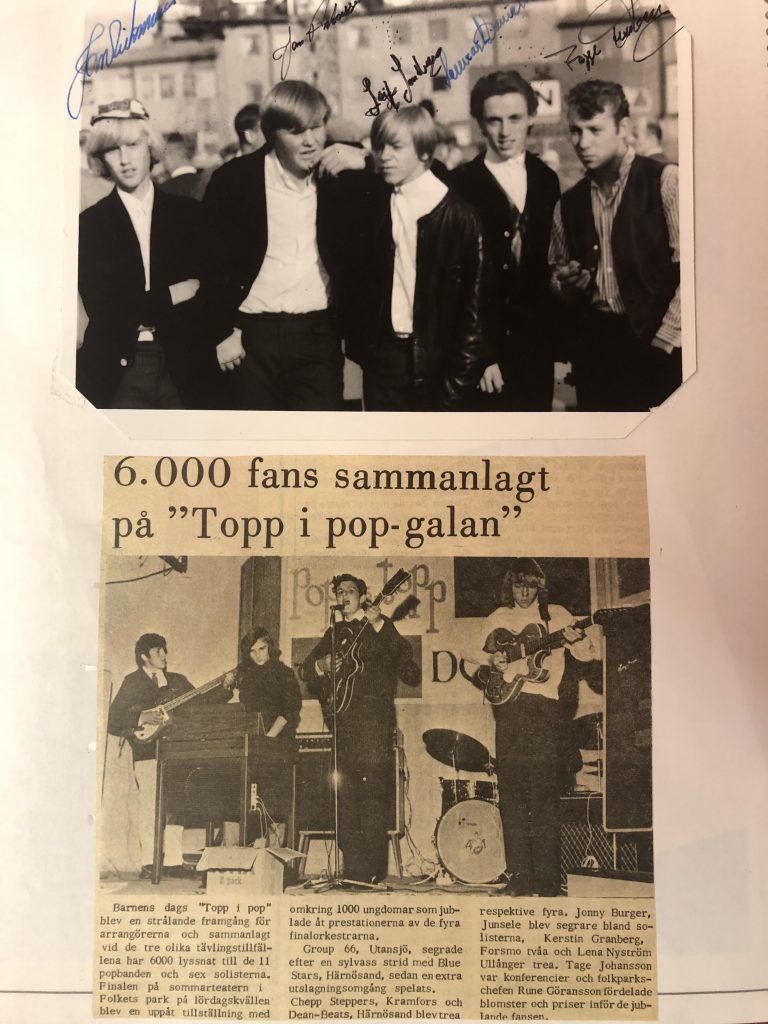 6.000 fans sammanlagt
på "Topp i pop-galan"
pop topp
2 pack
Barnens dags "Topp i pop"
blev en strålande framgång för
arrangörerna och sammanlagt
vid de tre olika tävlingstillfäl-
lena har 6000 lyssnat till de 11
popbanden och sex solisterna.
Finalen på sommarteatern i
Folkets park på lördagskvällen
blev en uppåt tillställning med
omkring 1000 ungdomar som jub-
lade åt prestationerna av de fyra
finalorkestrarna.
Group 66, Utansjö, segrade
efter en sylvass strid med Blue
Stars, Härnösand, sedan en extra
utslagningsomgång spelats.
Chepp Steppers, Kramfors och
Dean-Beats, Härnösand blev trea
respektive fyra. Jonny Burger,
Junsele blev segrare bland so-
listerna, Kerstin Granberg,
Forsmo tvåa och Lena Nyström
Ullånger trea. Tage Johansson
var konferencier och folkparks-
chefen Rune Göransson fördelade
blomster och priser inför de jub-
lande fansen.